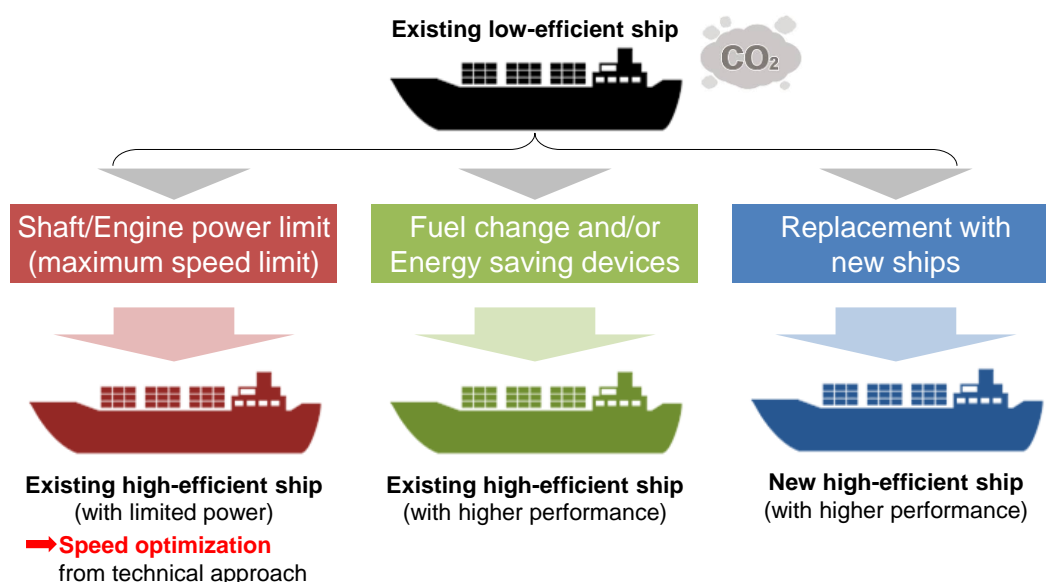 Existing low-efficient ship
CO₂
Shaft/Engine power limit
(maximum speed limit)
Fuel change and/or
Energy saving devices
Replacement with
new ships
Existing high-efficient ship
(with limited power)
Speed optimization
from technical approach
Existing high-efficient ship
(with higher performance)
New high-efficient ship
(with higher performance)